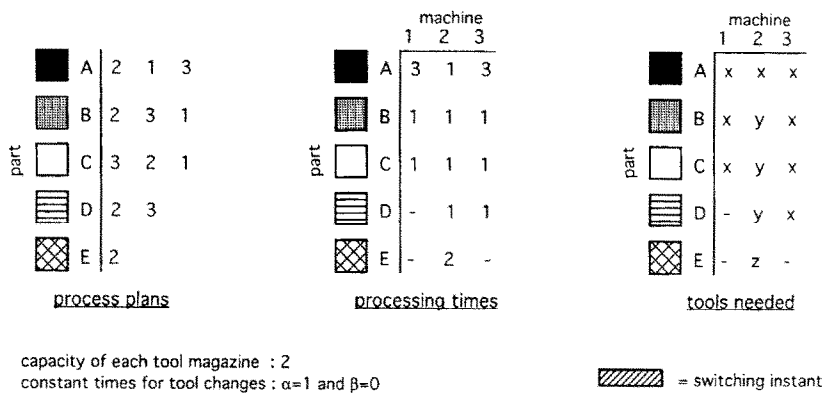 machine
1 2 3
A 2 1 3
B 2 3 1
C 3 2 1
D 2 3
E 2
part
process plans
A 3 1 3
B 1 1 1
C 1 1 1
D - 1 1
E - 2 -
part
processing times
machine
1 2 3
A x x x
B x y x
C x y x
D - y x
E - z -
part
tools needed
capacity of each tool magazine : 2
constant times for tool changes : α=1 and β=0
= switching instant